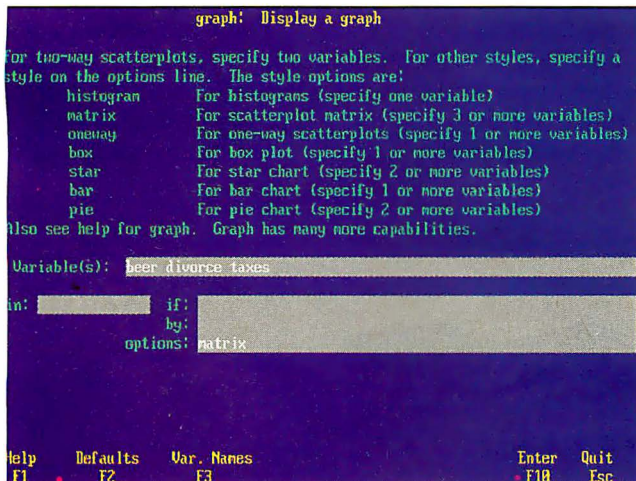 graph: Display a graph
For two-way scatterplots, specify two variables. For other styles, specify a
style on the options line. The style options are:
histogram For histograms (specify one variable)
matrix For scatterplot matrix (specify 3 or more variables)
oneway For one-way scatterplots (specify 1 or more variables)
box For box plot (specify 1 or more variables)
star For star chart (specify 2 or more variables)
bar For bar chart (specify 1 or more variables)
pie For pie chart (specify 2 or more variables)
Also see help for graph. Graph has many more capabilities.
Variable(s): beer divorce taxes
in: if:
by:
options: matrix
Help Defaults Var. Names Enter Quit
F1 F2 F3 F10 Esc